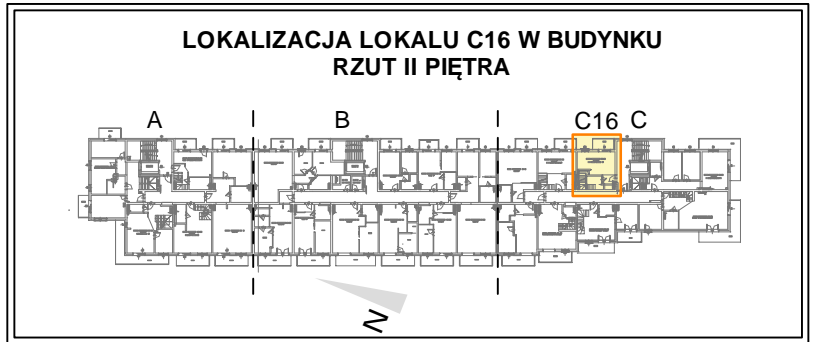 LOKALIZACJA LOKALU C16 W BUDYNKU
RZUT II PIĘTRA
A
B
C16 C
N